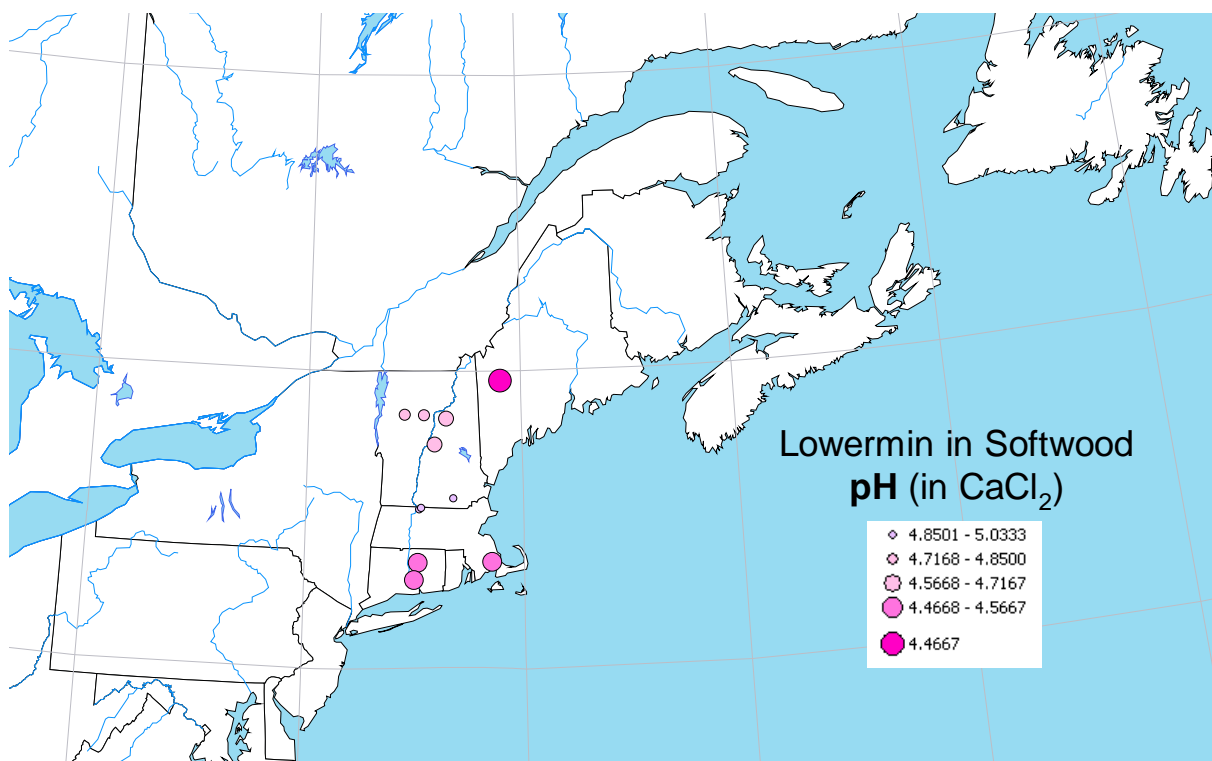 Lowermin in Softwood
pH (in CaCl₂)
4.8501 - 5.0333
4.7168 - 4.8500
4.5668 - 4.7167
4.4668 - 4.5667
4.4667